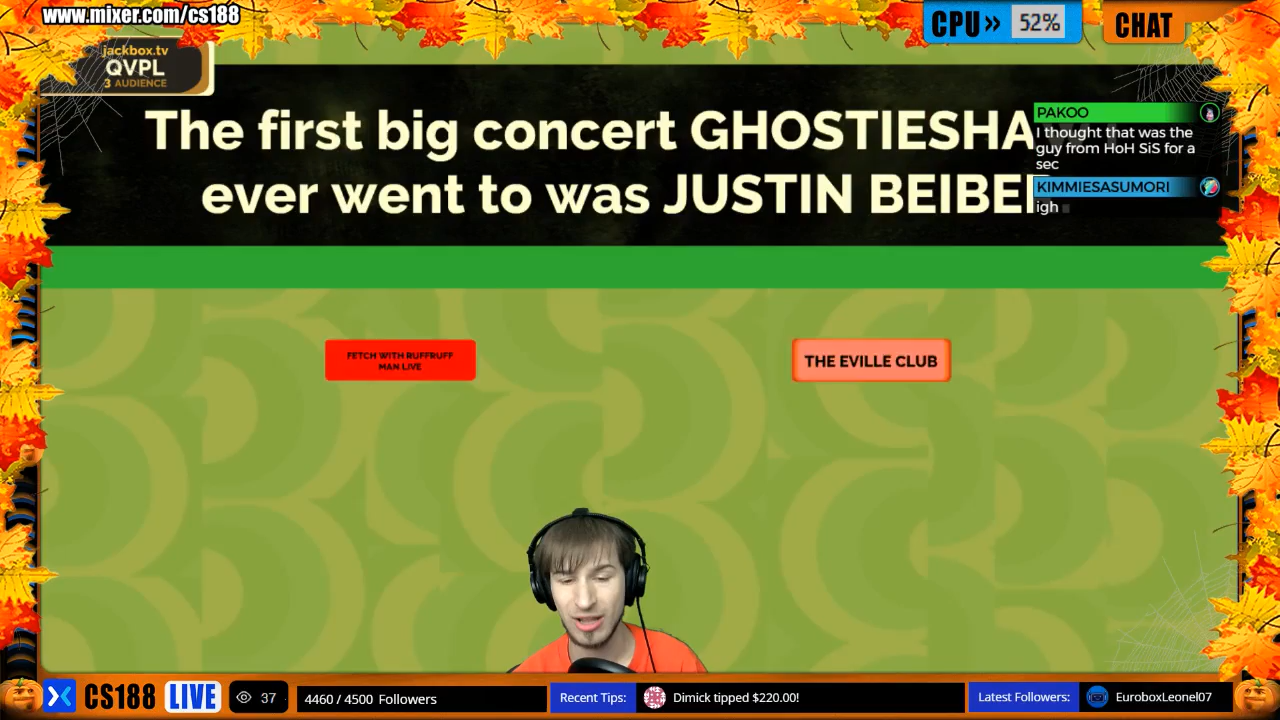 www.mixer.com/cs188
CPU»
52%
CHAT
jackbox.tv
QVPL
3 AUDIENCE
The first big concert GHOSTIESHA
ever went to was JUSTIN BEIBE
PAKOO
I thought that was the
guy from HoH SiS for a
sec
KIMMIESASUMORI
igh
FETCH WITH RUFFRUFF
MAN LIVE
THE EVILLE CLUB
CS188 LIVE
37
4460 / 4500 Followers
Recent Tips:
Dimick tipped $220.00!
Latest Followers:
EuroboxLeonel07